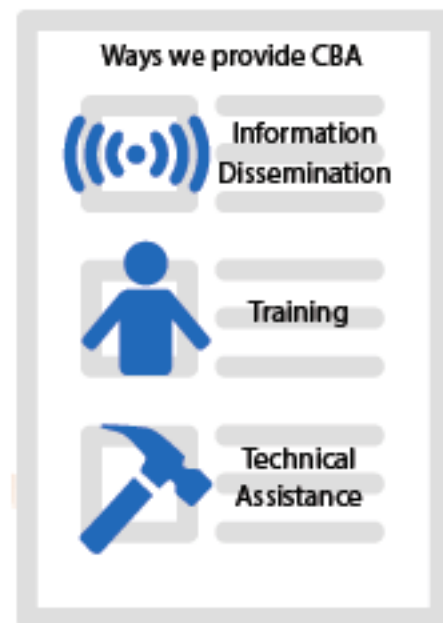 Ways we provide CBA
Information
Dissemination
Training
Technical
Assistance